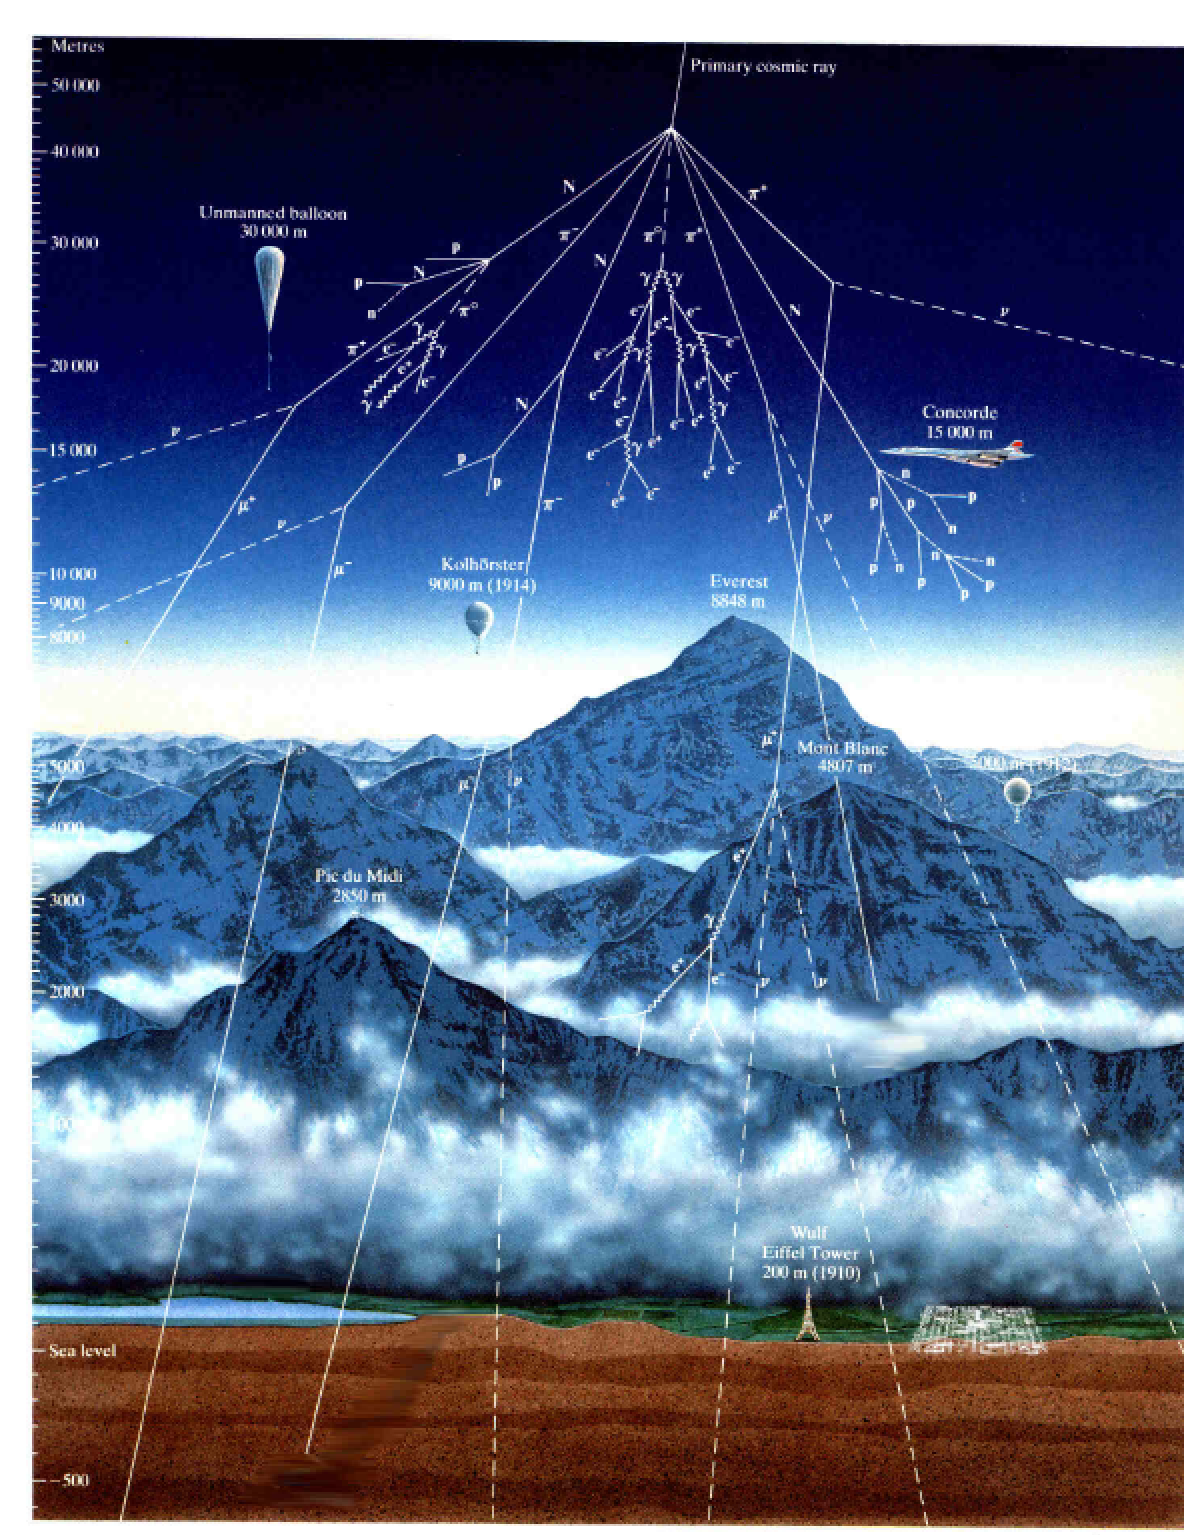 Metres
Primary cosmic ray
50 000
40 000
N
π⁺
Unmanned balloon
30 000 m
π⁻
π⁰
π⁺
30 000
p
N
N
p
γ
γ
n
π⁰
e⁻
e⁻
N
ν
γ
e⁺
π⁺
e⁻
γ
e⁻
e⁻
20 000
e⁺
e⁻
e⁻
e⁺
e⁻
γ
e⁺
N
γ
Concorde
15 000 m
ν
e⁻
e⁺
15 000
e⁻
γ
p
e⁺
e⁻
n
p
e⁻
p
p
p
μ⁺
e⁺
π⁻
μ⁺
ν
ν
n
n
n
10 000
μ⁻
Kolhörster
9000 m (1914)
Everest
8848 m
p
n
p
p
p
9000
8000
μ⁺
Mont Blanc
4807 m
5000
μ⁻
ν
5000 m (1912)
4000
e⁺
Pic du Midi
2850 m
3000
γ
e⁺
e⁻
ν
ν
2000
Wulf
Eiffel Tower
200 m (1910)
Sea level
−500